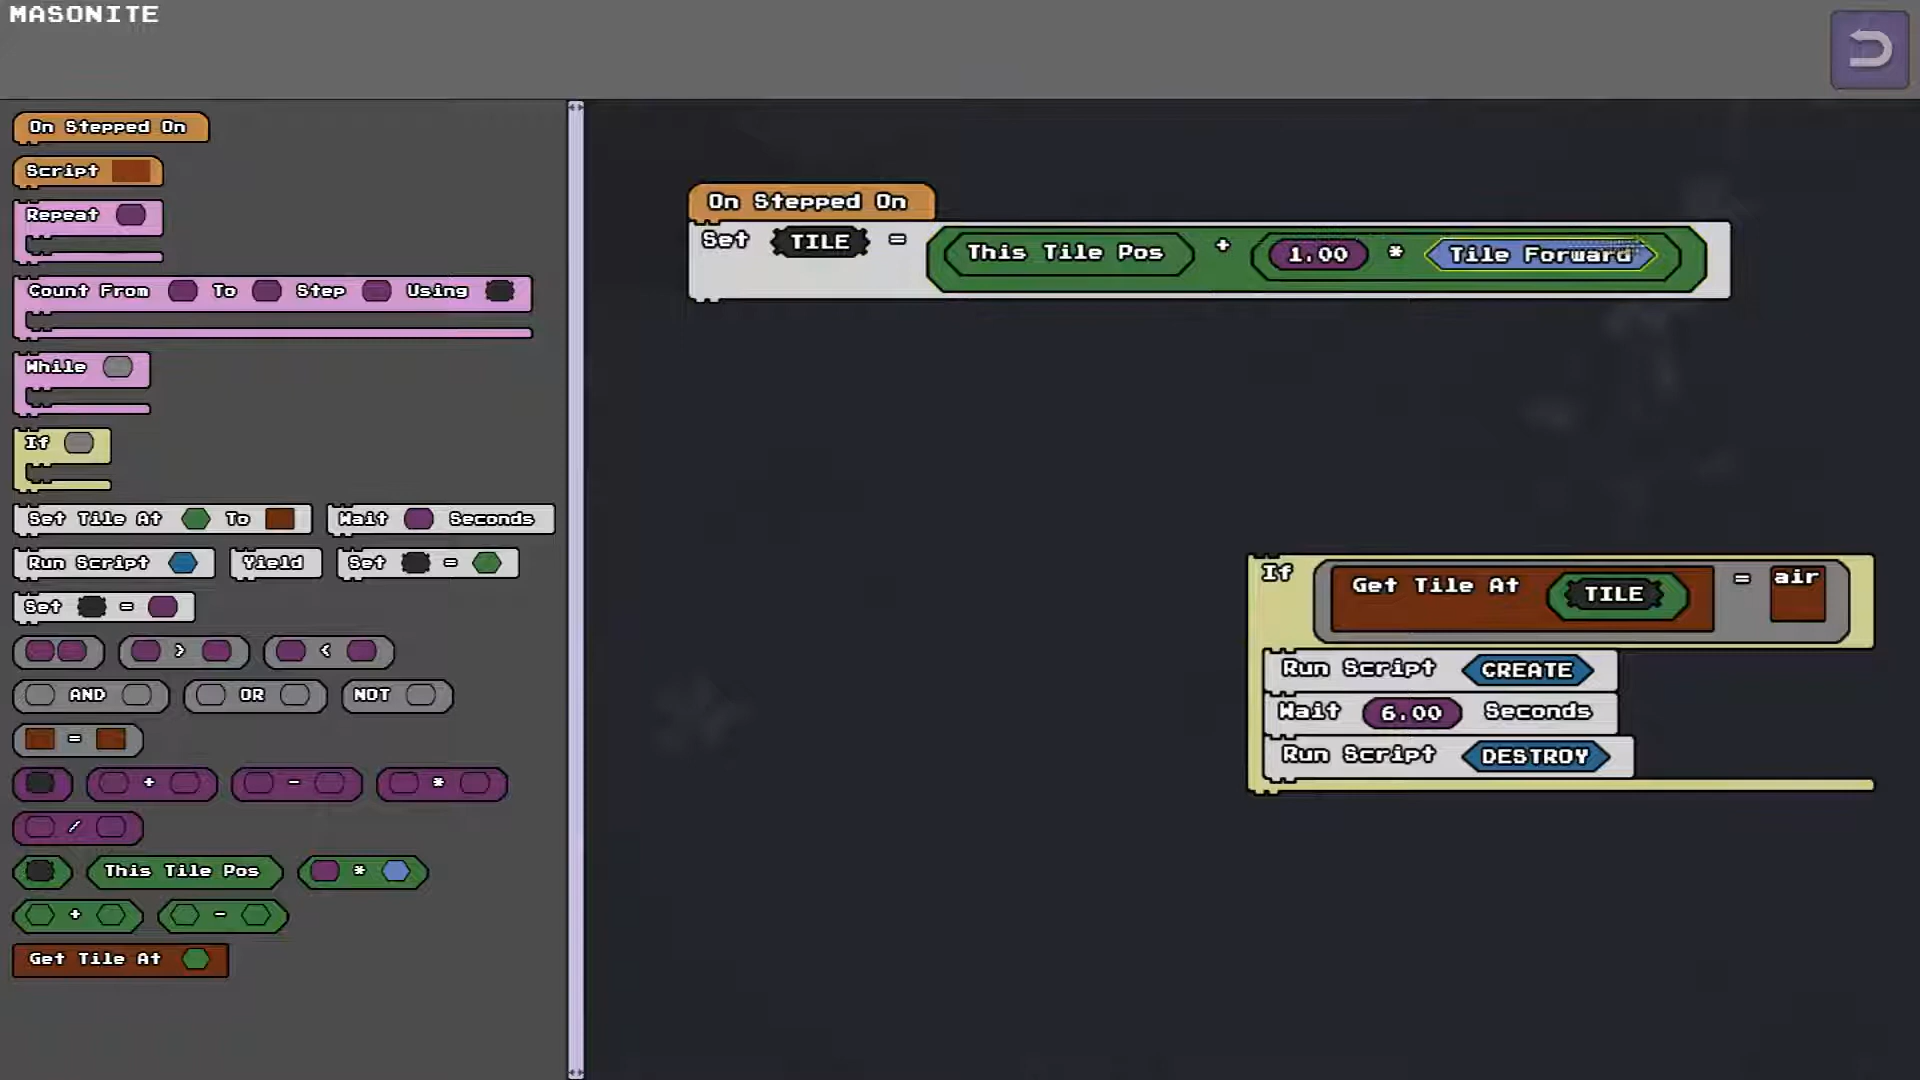 MASONITE
On Stepped On
Script
Repeat
Count From To Step Using
While
If
Set Tile At To
Wait Seconds
Run Script
Yield
Set =
Set =
>
<
AND
OR
NOT
=
+
-
*
/
This Tile Pos
*
+
-
Get Tile At
On Stepped On
Set TILE = This Tile Pos + 1.00 * Tile Forward
If Get Tile At TILE = air
Run Script CREATE
Wait 6.00 Seconds
Run Script DESTROY